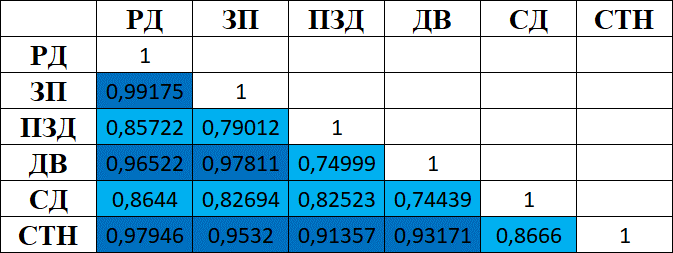 РД ЗП ПЗД ДВ СД СТН
РД 1
ЗП 0,99175 1
ПЗД 0,85722 0,79012 1
ДВ 0,96522 0,97811 0,74999 1
СД 0,8644 0,82694 0,82523 0,74439 1
СТН 0,97946 0,9532 0,91357 0,93171 0,8666 1